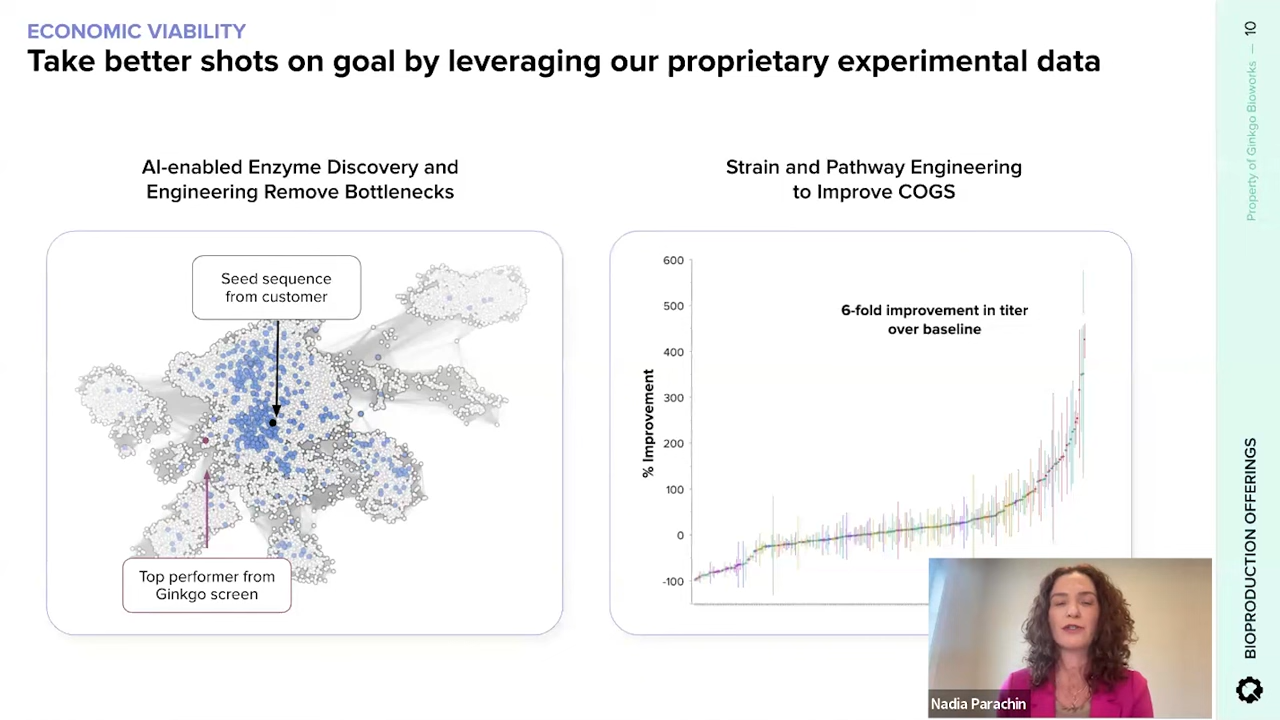 ECONOMIC VIABILITY
Take better shots on goal by leveraging our proprietary experimental data
AI-enabled Enzyme Discovery and
Engineering Remove Bottlenecks
Seed sequence
from customer
Top performer from
Ginkgo screen
Strain and Pathway Engineering
to Improve COGS
6-fold improvement in titer
over baseline
% Improvement
600
500
400
300
200
100
0
-100
Nadia Parachin
Property of Ginkgo Bioworks — 10
BIOPRODUCTION OFFERINGS